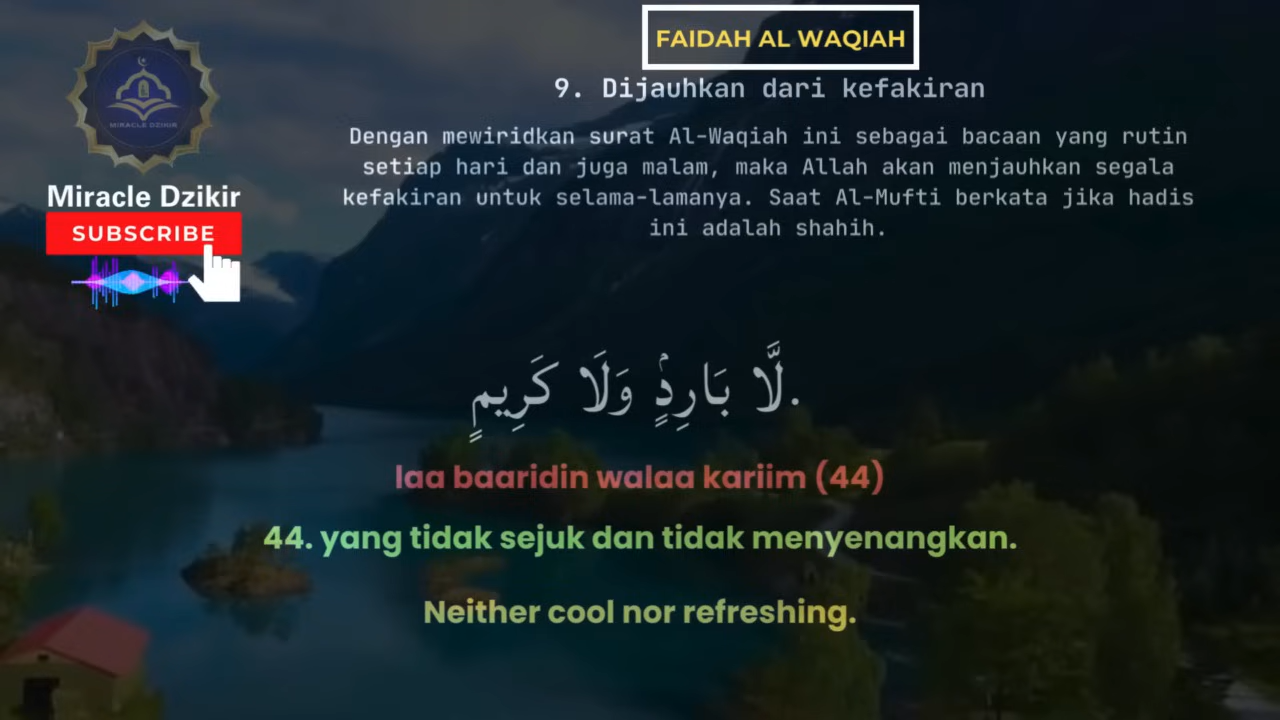 FAIDAH AL WAQIAH
9. Dijauhkan dari kefakiran
Dengan mewiridkan surat Al-Waqiah ini sebagai bacaan yang rutin
setiap hari dan juga malam, maka Allah akan menjauhkan segala
kefakiran untuk selama-lamanya. Saat Al-Mufti berkata jika hadis
ini adalah shahih.
MIRACLE DZIKIR
Miracle Dzikir
SUBSCRIBE
لَّا بَارِدٍۢ وَلَا كَرِيمٍ.
laa baaridin walaa kariim (44)
44. yang tidak sejuk dan tidak menyenangkan.
Neither cool nor refreshing.